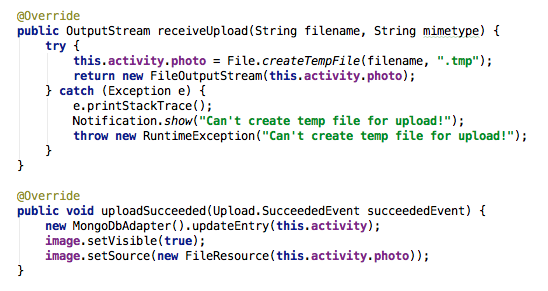 @Override
public OutputStream receiveUpload(String filename, String mimetype) {
    try {
        this.activity.photo = File.createTempFile(filename, ".tmp");
        return new FileOutputStream(this.activity.photo);
    } catch (Exception e) {
        e.printStackTrace();
        Notification.show("Can't create temp file for upload!");
        throw new RuntimeException("Can't create temp file for upload!");
    }
}

@Override
public void uploadSucceeded(Upload.SucceededEvent succeededEvent) {
    new MongoDbAdapter().updateEntry(this.activity);
    image.setVisible(true);
    image.setSource(new FileResource(this.activity.photo));
}